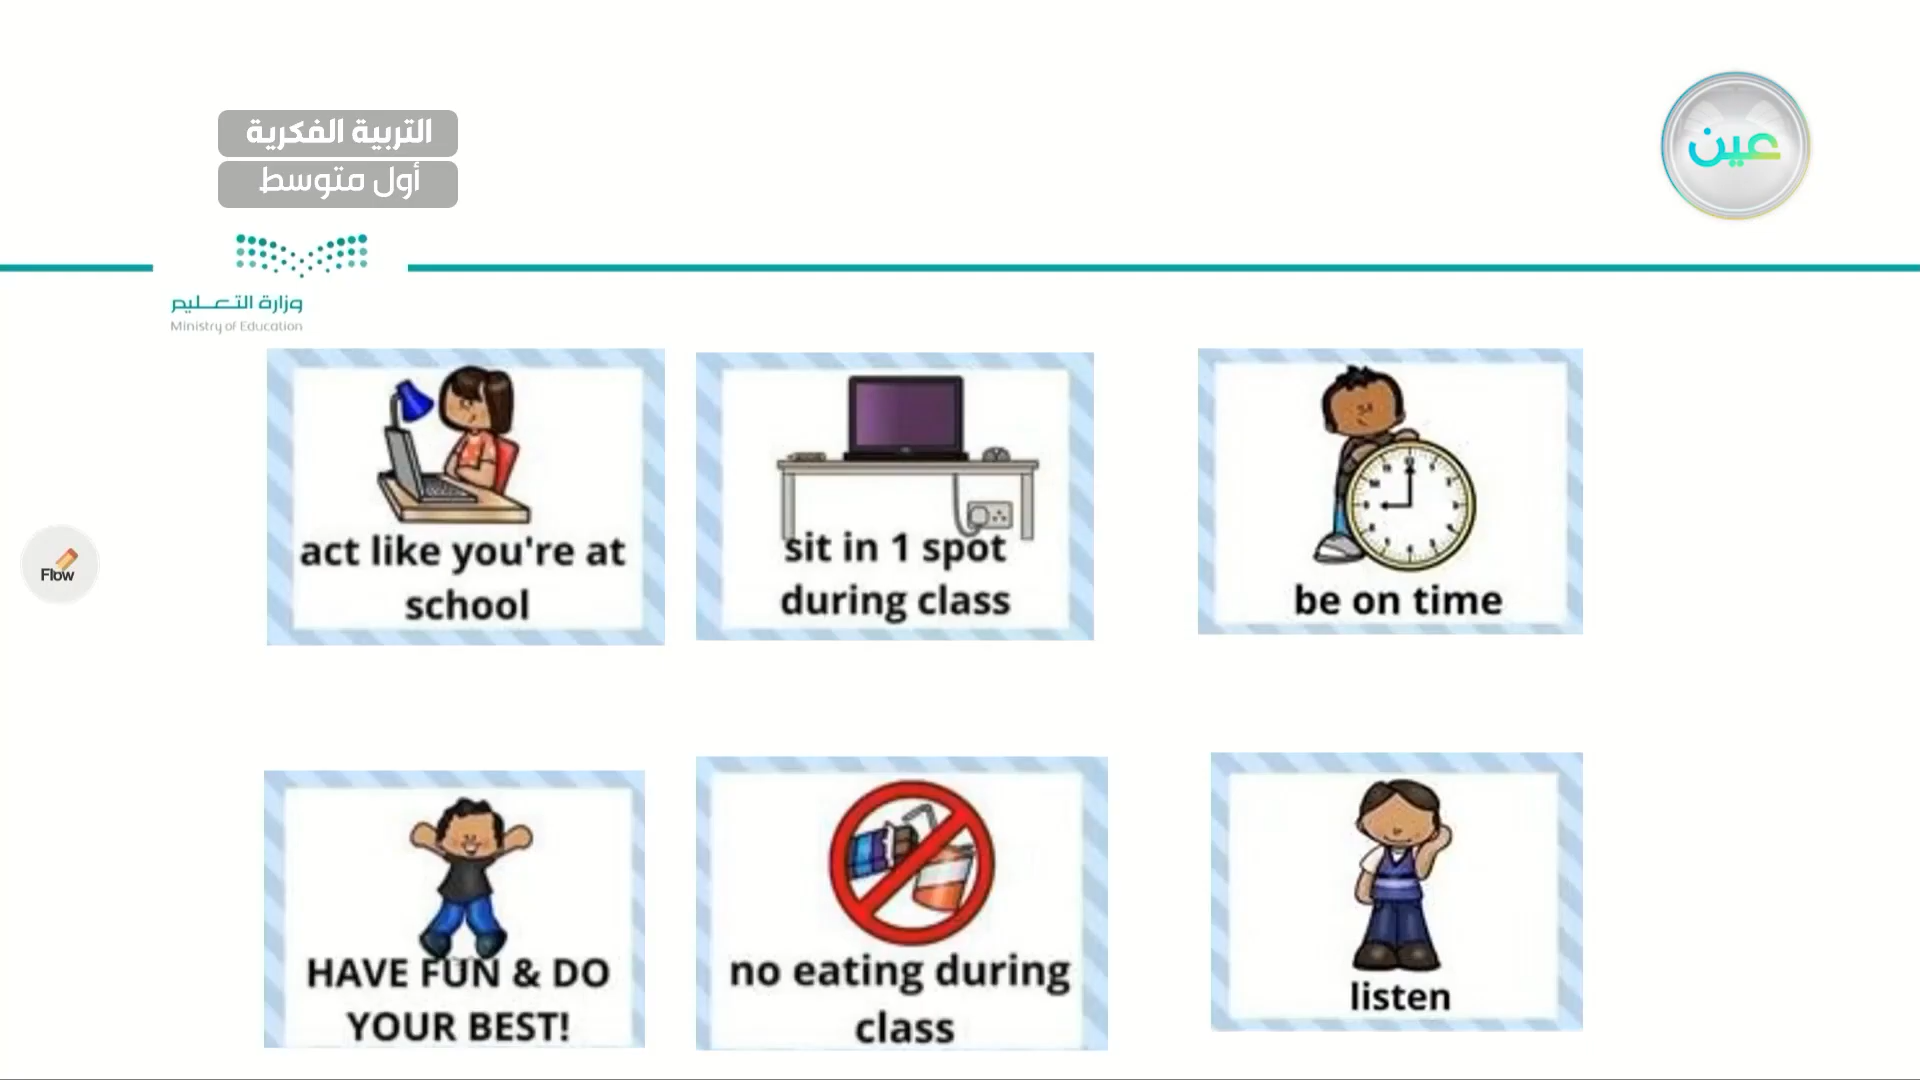 التربية الفكرية
أول متوسط
عين
وزارة التعليم
Ministry of Education
Flow
act like you're at
school
sit in 1 spot
during class
be on time
HAVE FUN & DO
YOUR BEST!
no eating during
class
listen